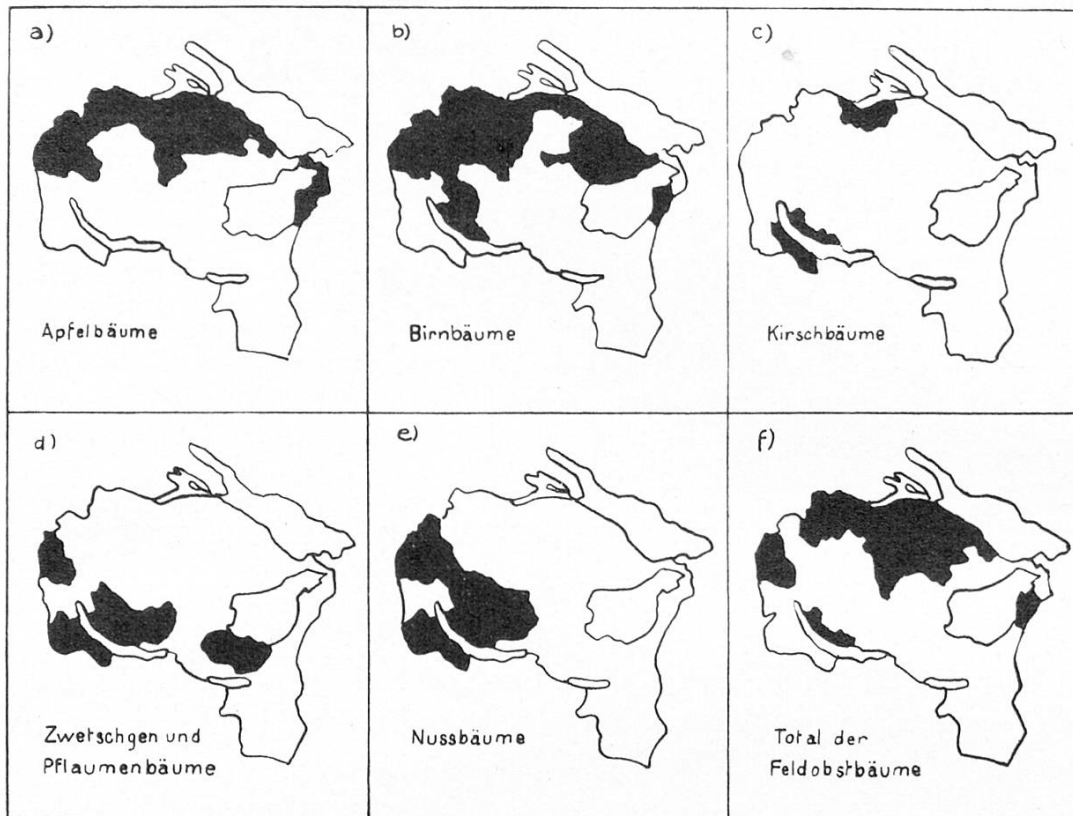 a)
Apfelbäume
b)
Birnbäume
c)
Kirschbäume
d)
Zwetschgen und
Pflaumenbäume
e)
Nussbäume
f)
Total der
Feldobstbäume